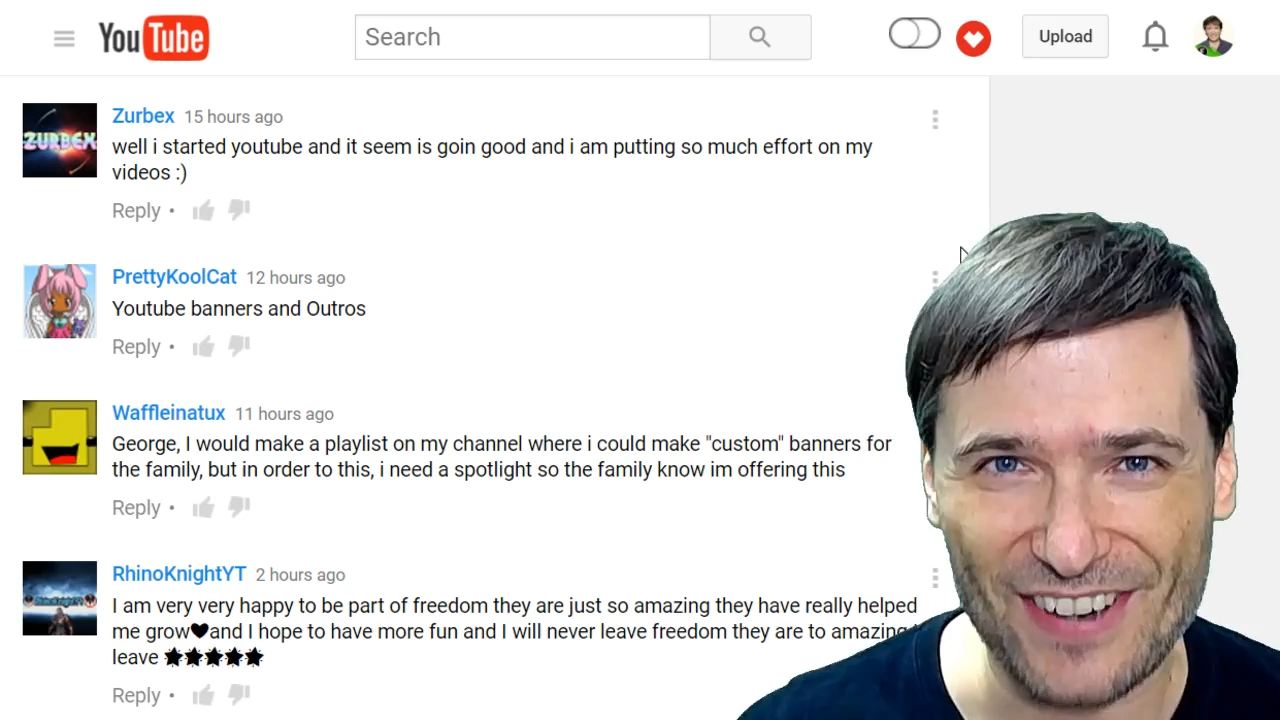 YouTube
Search
Upload
ZURBEX
Zurbex 15 hours ago
well i started youtube and it seem is goin good and i am putting so much effort on my
videos :)
Reply •
PrettyKoolCat 12 hours ago
Youtube banners and Outros
Reply •
Waffleinatux 11 hours ago
George, I would make a playlist on my channel where i could make "custom" banners for
the family, but in order to this, i need a spotlight so the family know im offering this
Reply •
RhinoKnightYT 2 hours ago
I am very very happy to be part of freedom they are just so amazing they have really helped
me grow♥and I hope to have more fun and I will never leave freedom they are to amazing
leave ★★★★★
Reply •